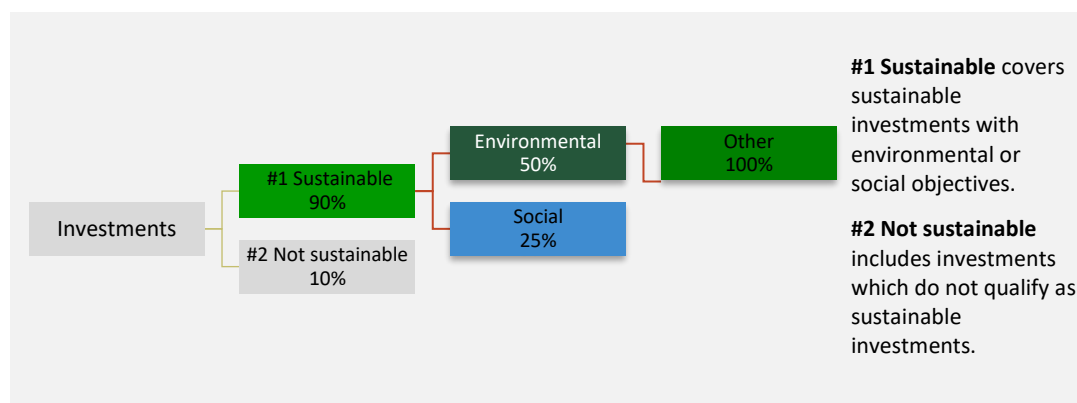 Investments
#1 Sustainable
90%
#2 Not sustainable
10%
Environmental
50%
Social
25%
Other
100%
#1 Sustainable covers
sustainable
investments with
environmental or
social objectives.
#2 Not sustainable
includes investments
which do not qualify as
sustainable
investments.